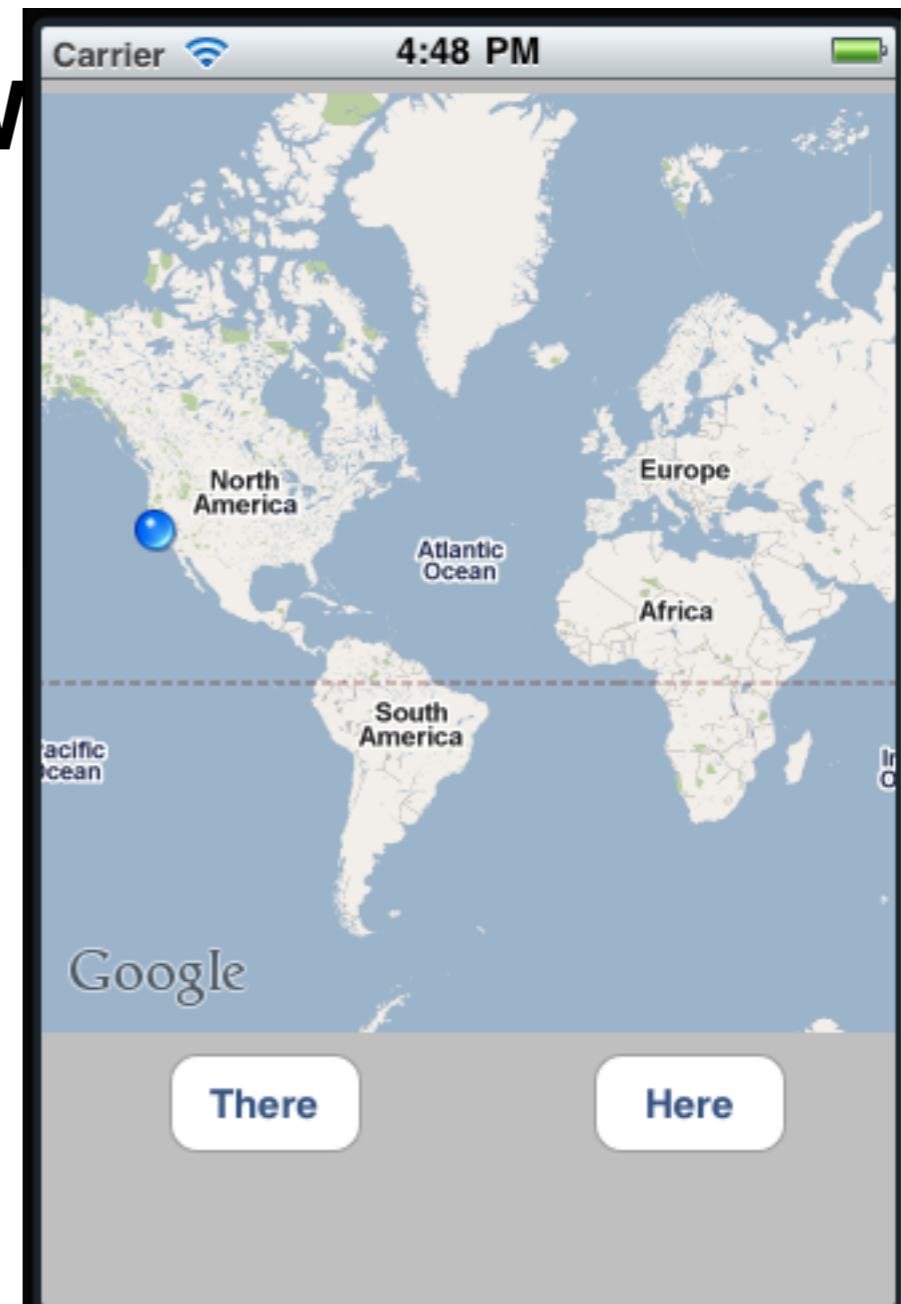 Carrier
4:48 PM
North
America
Europe
Atlantic
Ocean
Africa
South
America
acific
cean
Google
There
Here